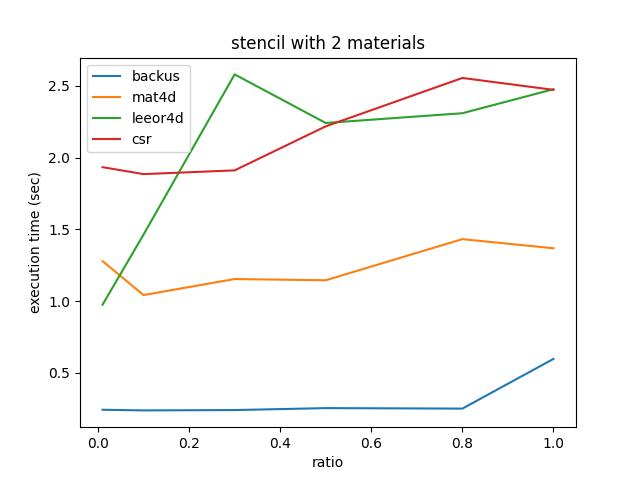 stencil with 2 materials
backus
mat4d
leeor4d
csr
execution time (sec)
2.5
2.0
1.5
1.0
0.5
0.0 0.2 0.4 0.6 0.8 1.0
ratio